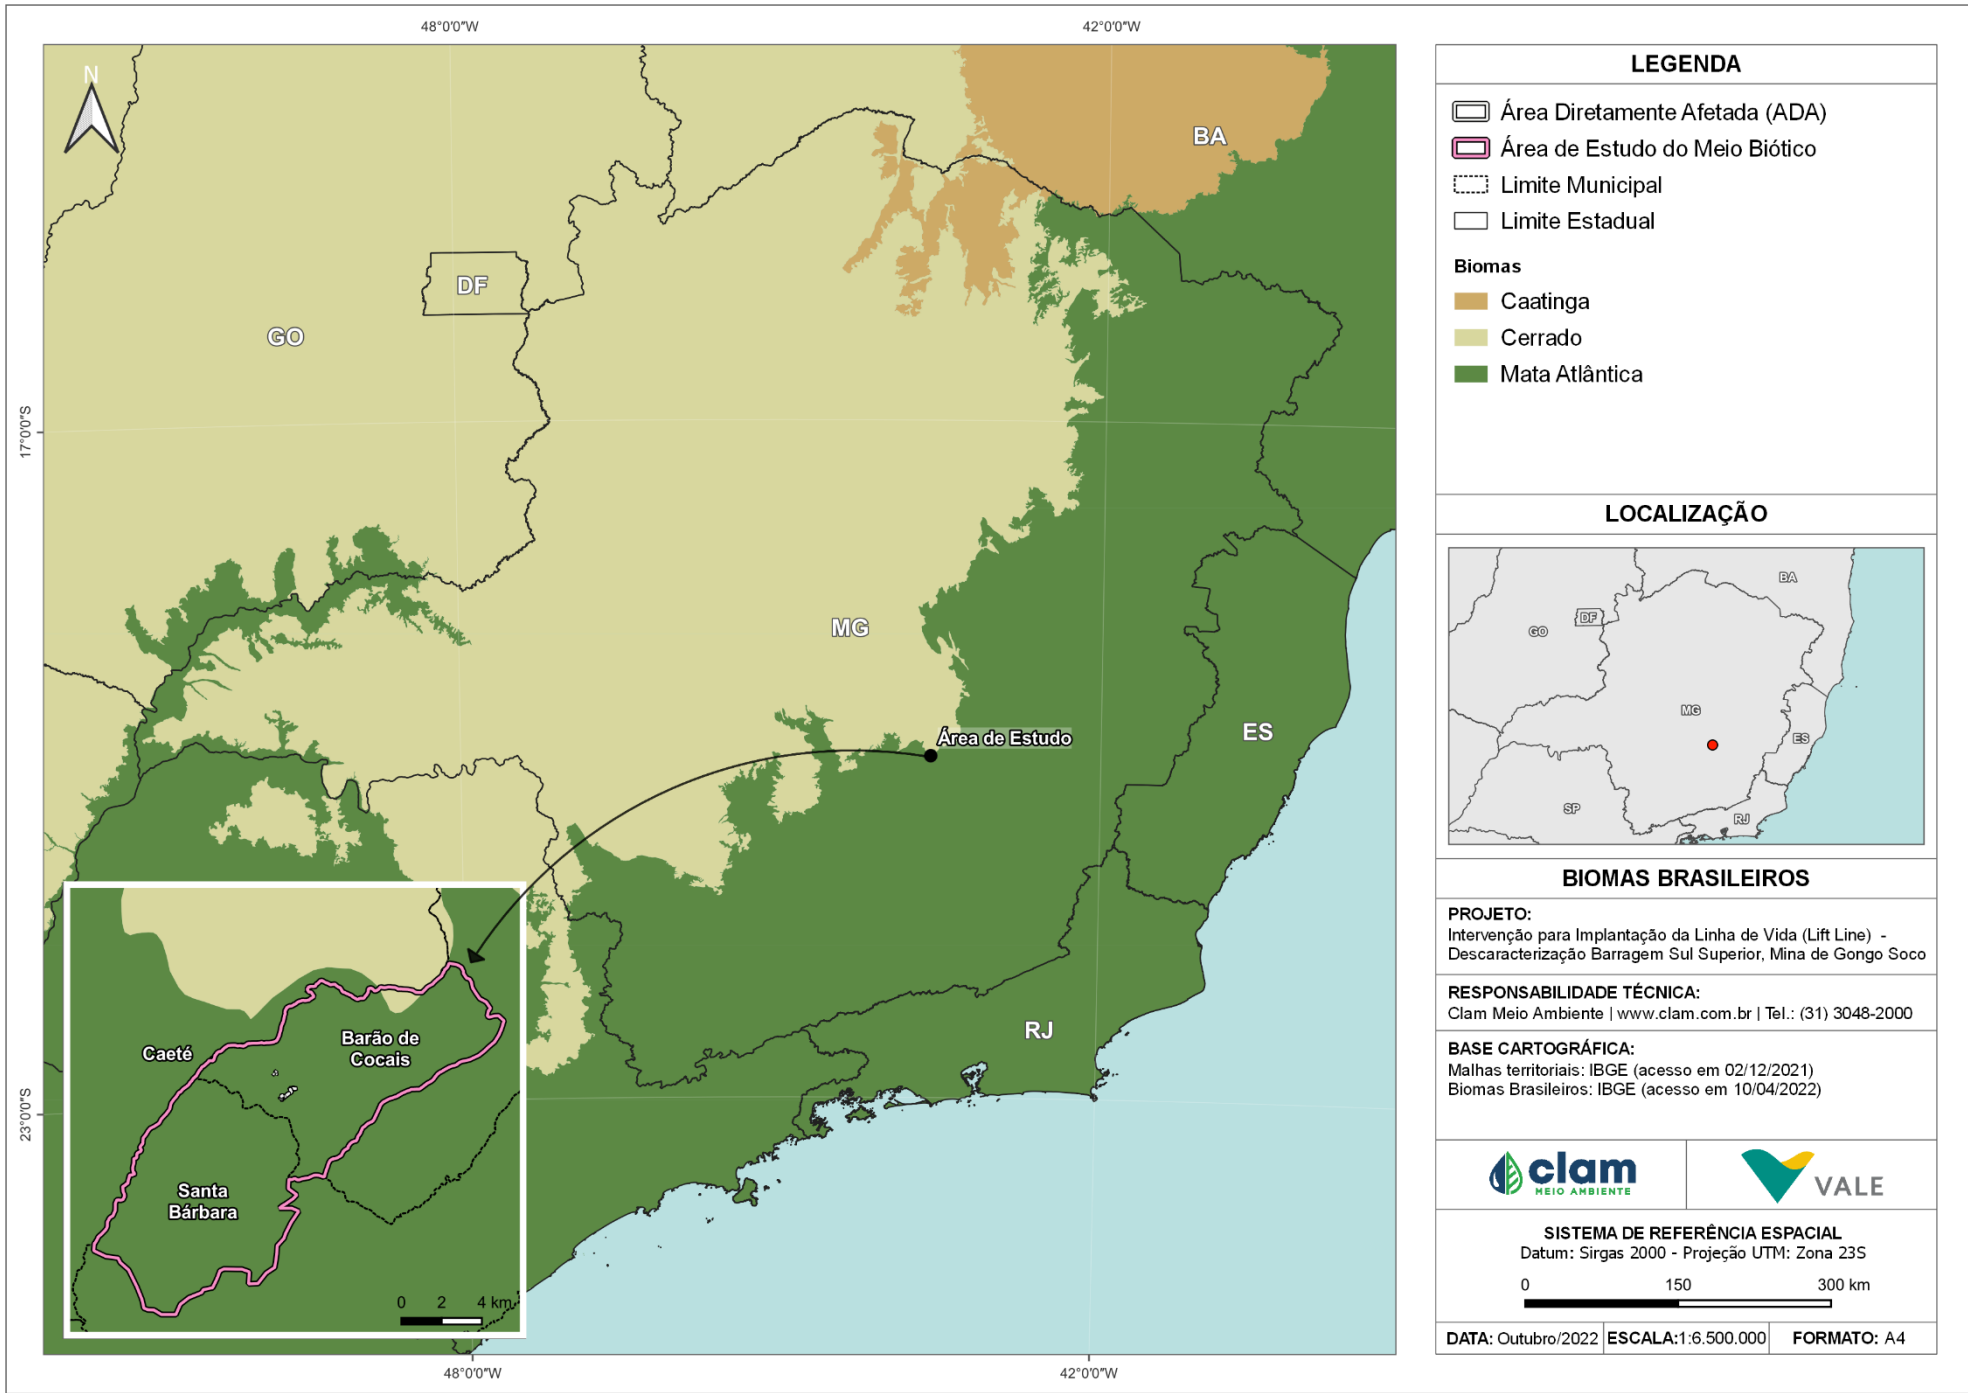 48°0'0"W
42°0'0"W
N
BA
DF
GO
MG
Área de Estudo
ES
RJ
17°0'0"S
23°0'0"S
Caeté
Barão de
Cocais
Santa
Bárbara
0 2 4 km
48°0'0"W
42°0'0"W
LEGENDA
Área Diretamente Afetada (ADA)
Área de Estudo do Meio Biótico
Limite Municipal
Limite Estadual
Biomas
Caatinga
Cerrado
Mata Atlântica
LOCALIZAÇÃO
BA
DF
GO
MG
ES
SP
RJ
BIOMAS BRASILEIROS
PROJETO:
Intervenção para Implantação da Linha de Vida (Lift Line) -
Descaracterização Barragem Sul Superior, Mina de Gongo Soco
RESPONSABILIDADE TÉCNICA:
Clam Meio Ambiente | www.clam.com.br | Tel.: (31) 3048-2000
BASE CARTOGRÁFICA:
Malhas territoriais: IBGE (acesso em 02/12/2021)
Biomas Brasileiros: IBGE (acesso em 10/04/2022)
clam
MEIO AMBIENTE
VALE
SISTEMA DE REFERÊNCIA ESPACIAL
Datum: Sirgas 2000 - Projeção UTM: Zona 23S
0 150 300 km
DATA: Outubro/2022 ESCALA:1:6.500.000 FORMATO: A4